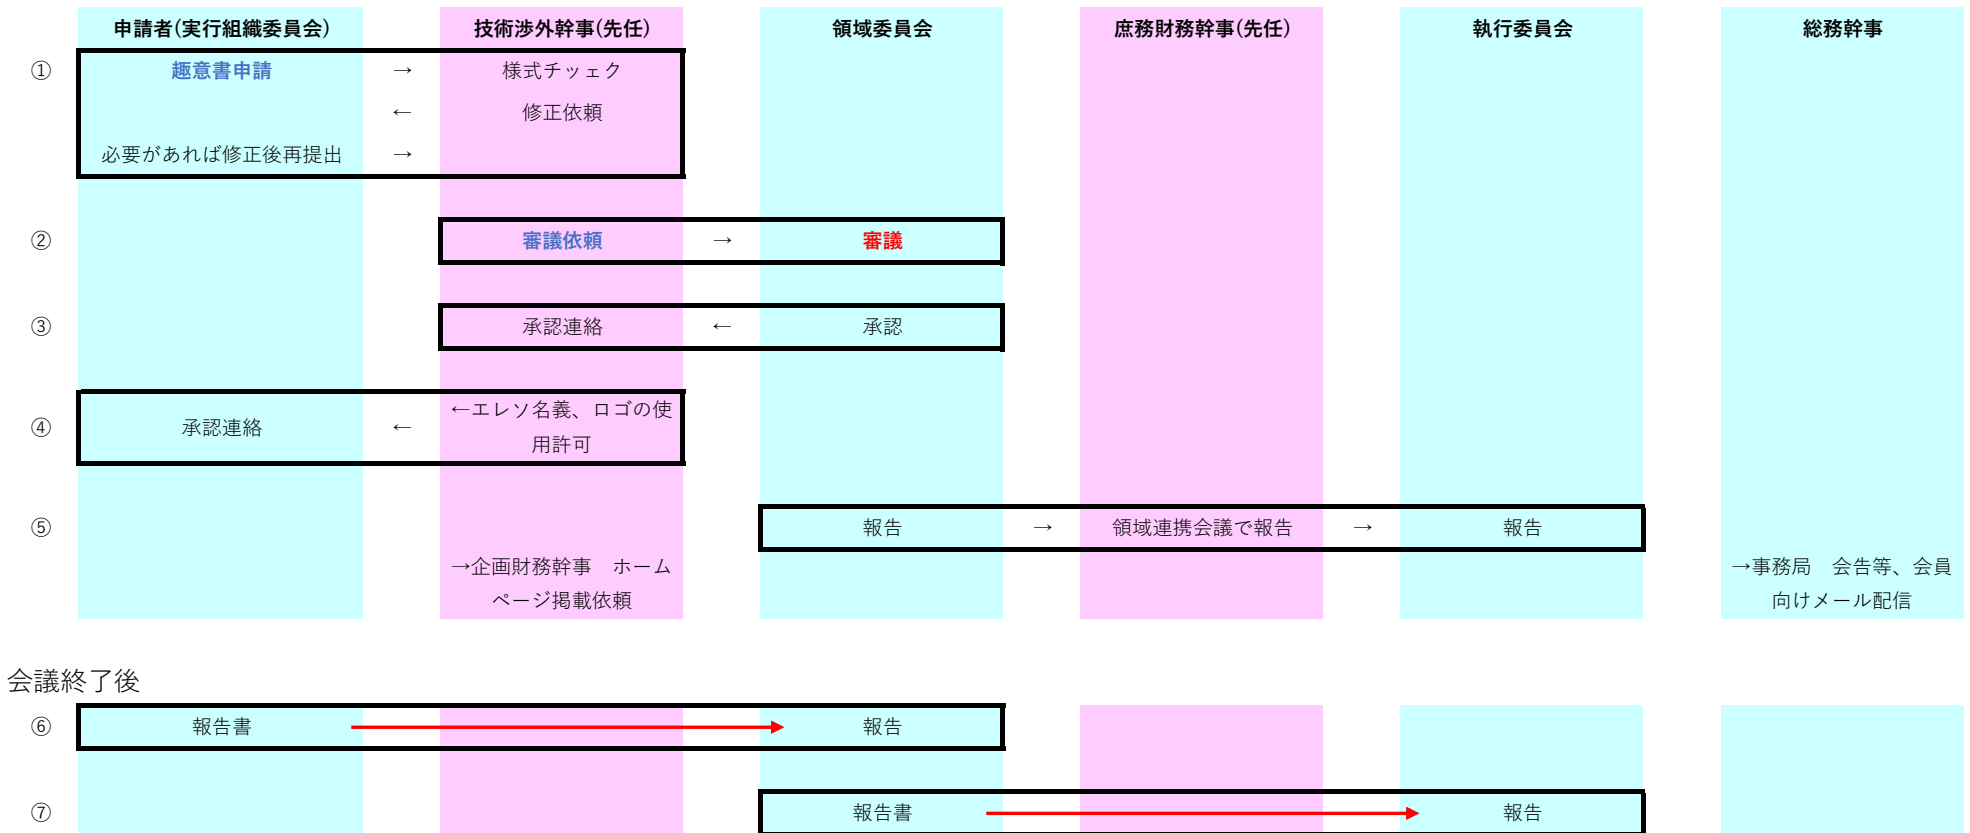 申請者(実行組織委員会) 技術渉外幹事(先任) 領域委員会 庶務財務幹事(先任) 執行委員会 総務幹事
① 趣意書申請 → 様式チッェク
← 修正依頼
必要があれば修正後再提出 →
② 審議依頼 → 審議
③ 承認連絡 ← 承認
④ 承認連絡 ← ←エレソ名義、ロゴの使
用許可
⑤ 報告 → 領域連携会議で報告 → 報告
→企画財務幹事 ホーム
ページ掲載依頼
→事務局 会告等、会員
向けメール配信
会議終了後
⑥ 報告書 報告
⑦ 報告書 報告